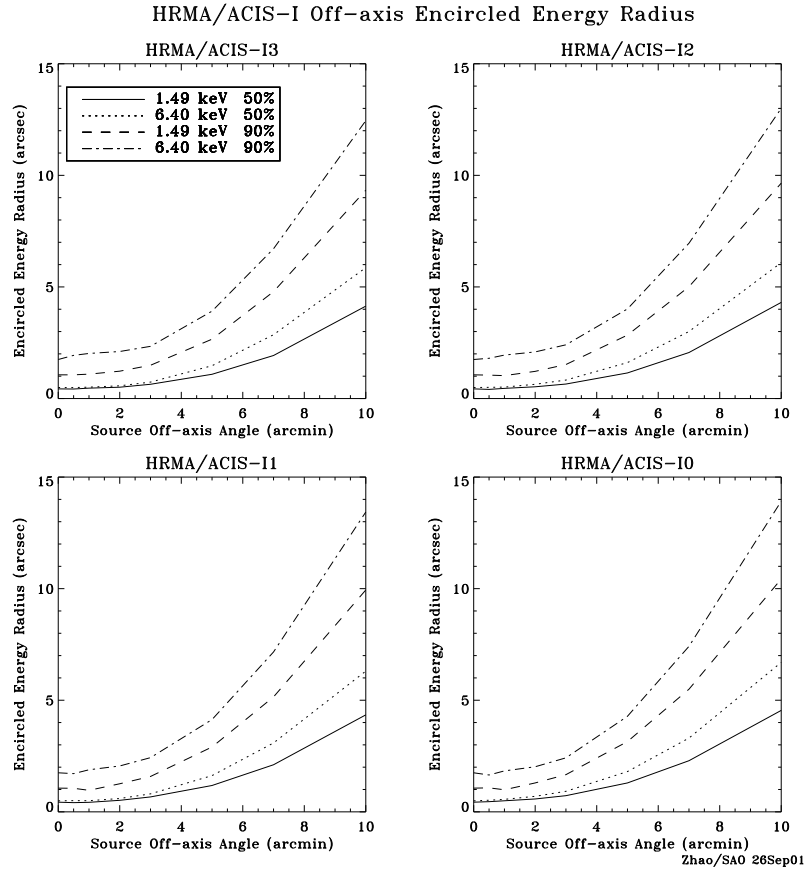 HRMA/ACIS-I Off-axis Encircled Energy Radius
HRMA/ACIS-I3
15
10
5
0
Encircled Energy Radius (arcsec)
1.49 keV 50%
6.40 keV 50%
1.49 keV 90%
6.40 keV 90%
0 2 4 6 8 10
Source Off-axis Angle (arcmin)
HRMA/ACIS-I2
15
10
5
0
Encircled Energy Radius (arcsec)
0 2 4 6 8 10
Source Off-axis Angle (arcmin)
HRMA/ACIS-I1
15
10
5
0
Encircled Energy Radius (arcsec)
0 2 4 6 8 10
Source Off-axis Angle (arcmin)
HRMA/ACIS-I0
15
10
5
0
Encircled Energy Radius (arcsec)
0 2 4 6 8 10
Source Off-axis Angle (arcmin)
Zhao/SAO 26Sep01